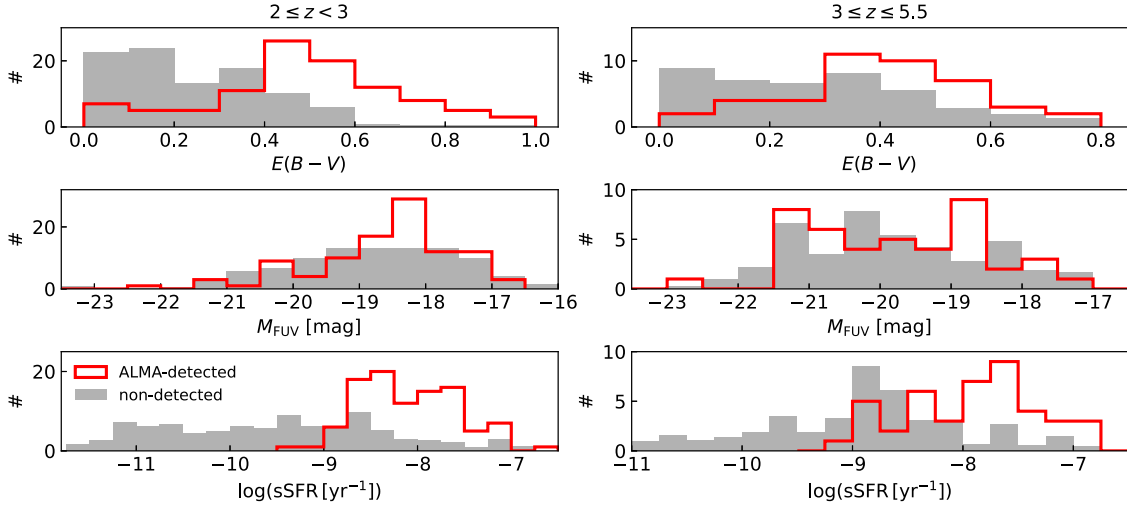 2 ≤ z < 3
3 ≤ z ≤ 5.5
#
20
0
0.0 0.2 0.4 0.6 0.8 1.0
E(B − V)
#
10
0
0.0 0.2 0.4 0.6 0.8
E(B − V)
#
20
0
−23 −22 −21 −20 −19 −18 −17 −16
M_FUV [mag]
#
10
5
0
−23 −22 −21 −20 −19 −18 −17
M_FUV [mag]
#
20
0
ALMA-detected
non-detected
−11 −10 −9 −8 −7
log(sSFR [yr⁻¹])
#
10
5
0
−11 −10 −9 −8 −7
log(sSFR [yr⁻¹])